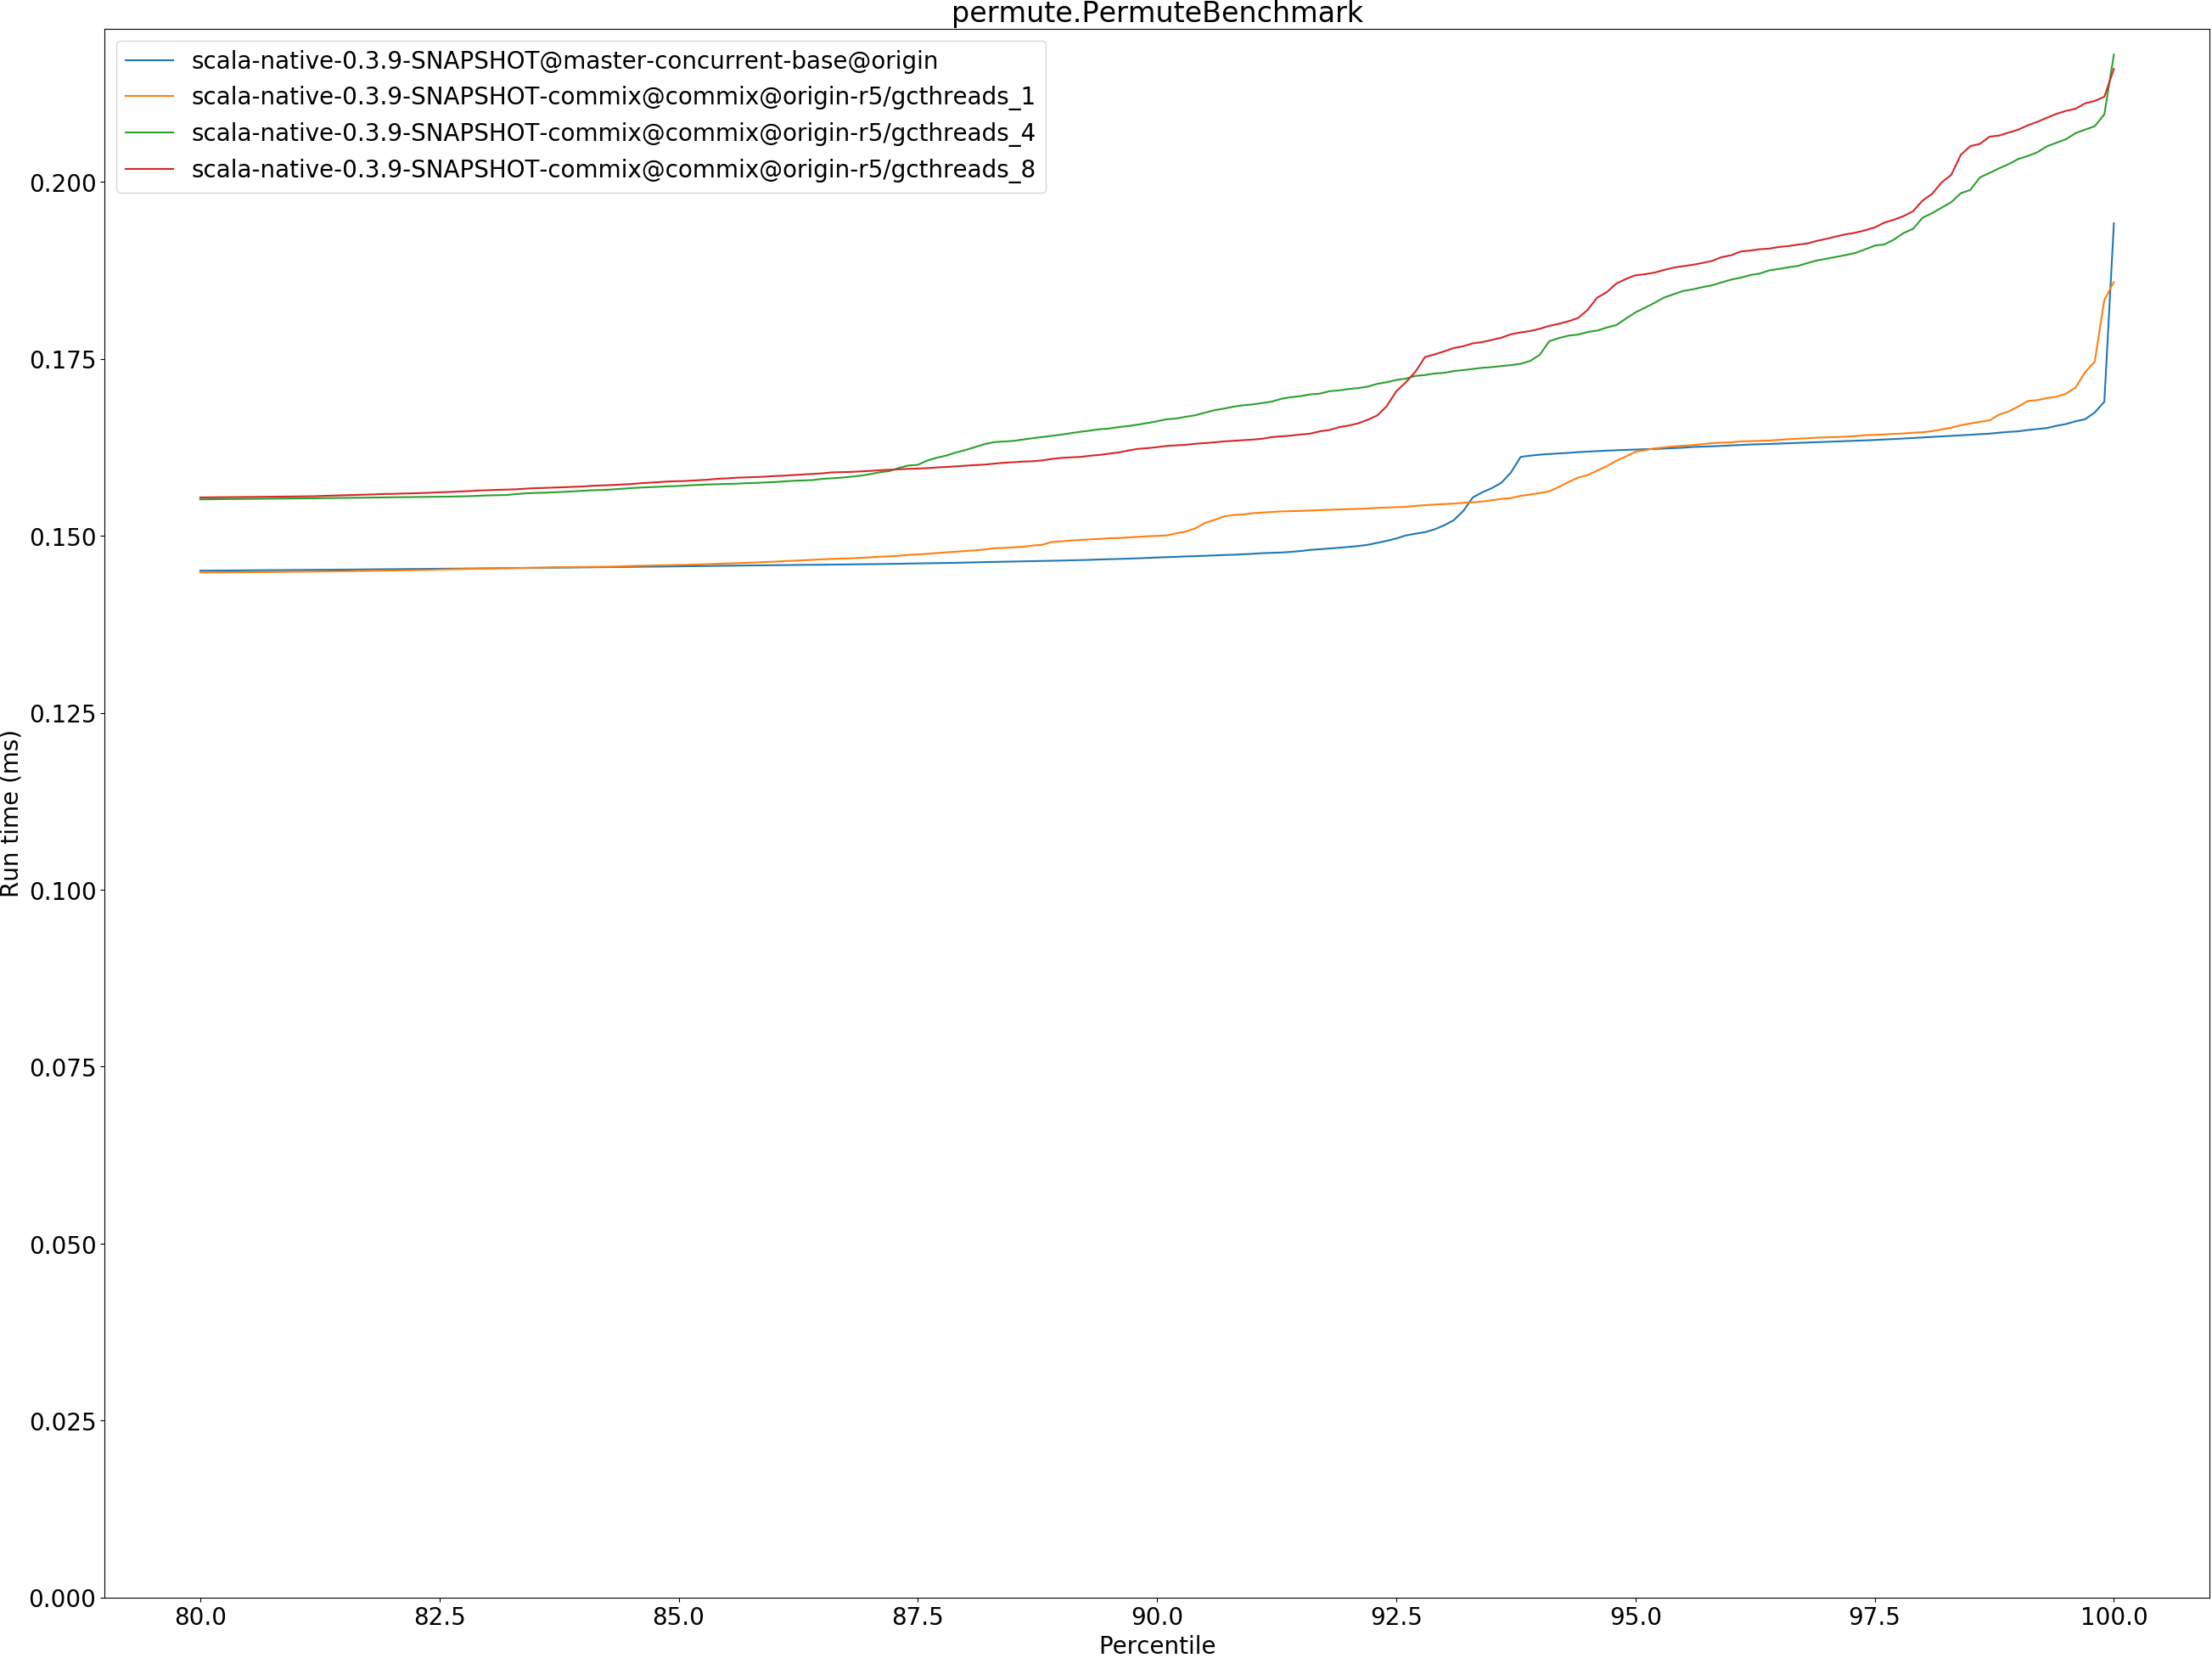 permute.PermuteBenchmark
scala-native-0.3.9-SNAPSHOT@master-concurrent-base@origin
scala-native-0.3.9-SNAPSHOT-commix@commix@origin-r5/gcthreads_1
scala-native-0.3.9-SNAPSHOT-commix@commix@origin-r5/gcthreads_4
scala-native-0.3.9-SNAPSHOT-commix@commix@origin-r5/gcthreads_8
0.200
0.175
0.150
0.125
0.100
0.075
0.050
0.025
0.000
Run time (ms)
80.0 82.5 85.0 87.5 90.0 92.5 95.0 97.5 100.0
Percentile